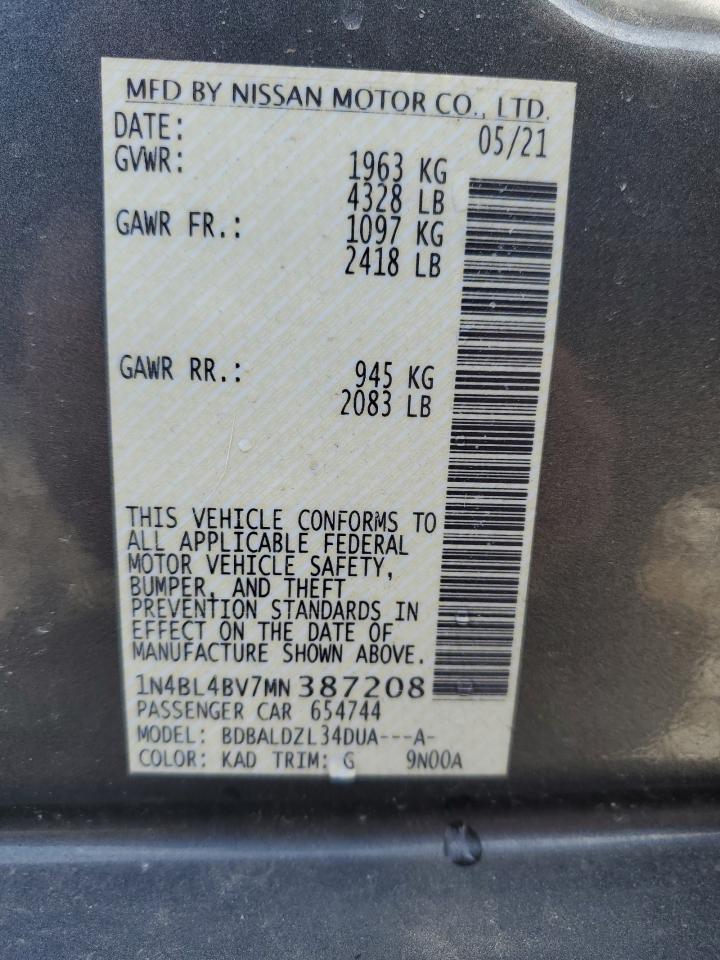 MFD BY NISSAN MOTOR CO., LTD.
DATE: 05/21
GVWR: 1963 KG
4328 LB
GAWR FR.: 1097 KG
2418 LB
GAWR RR.: 945 KG
2083 LB
THIS VEHICLE CONFORMS TO
ALL APPLICABLE FEDERAL
MOTOR VEHICLE SAFETY,
BUMPER, AND THEFT
PREVENTION STANDARDS IN
EFFECT ON THE DATE OF
MANUFACTURE SHOWN ABOVE.
1N4BL4BV7MN387208
PASSENGER CAR 654744
MODEL: BDBALDZL34DUA---A-
COLOR: KAD TRIM: G 9N00A